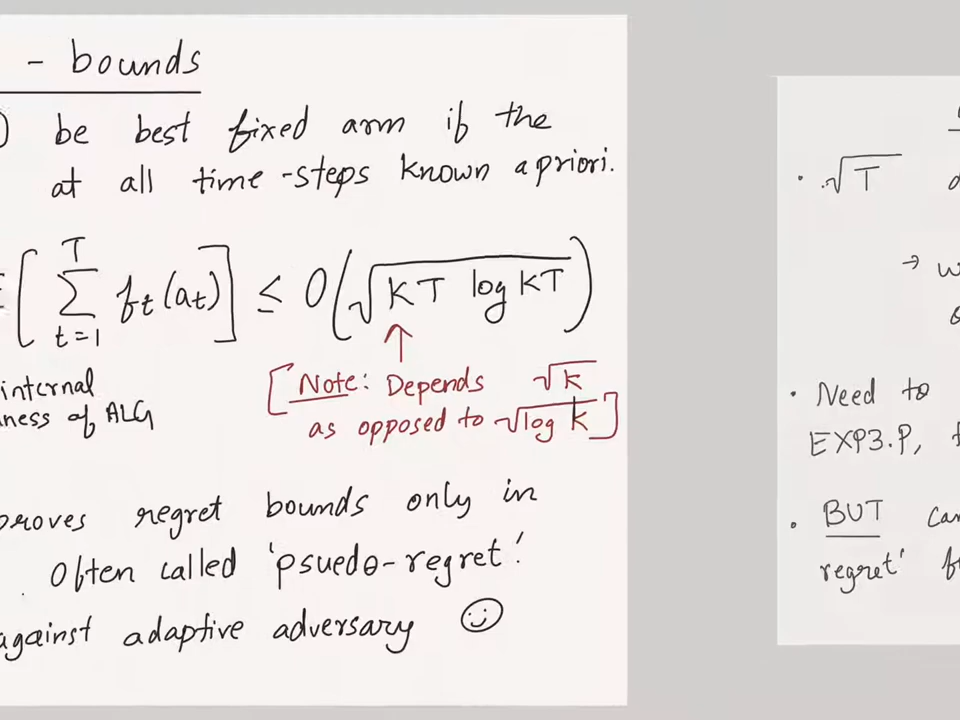 - bounds
) be best fixed arm if the
at all time-steps known apriori.
[ \sum_{t=1}^{T} f_t(a_t) ] ≤ O(√(KT log KT))
internal
ness of ALG
[Note: Depends √k
as opposed to √log k]
proves regret bounds only in
Often called 'psuedo-regret'.
against adaptive adversary ☺
· √T
→ w
· Need to
EXP3.P, f
· BUT can
regret' f